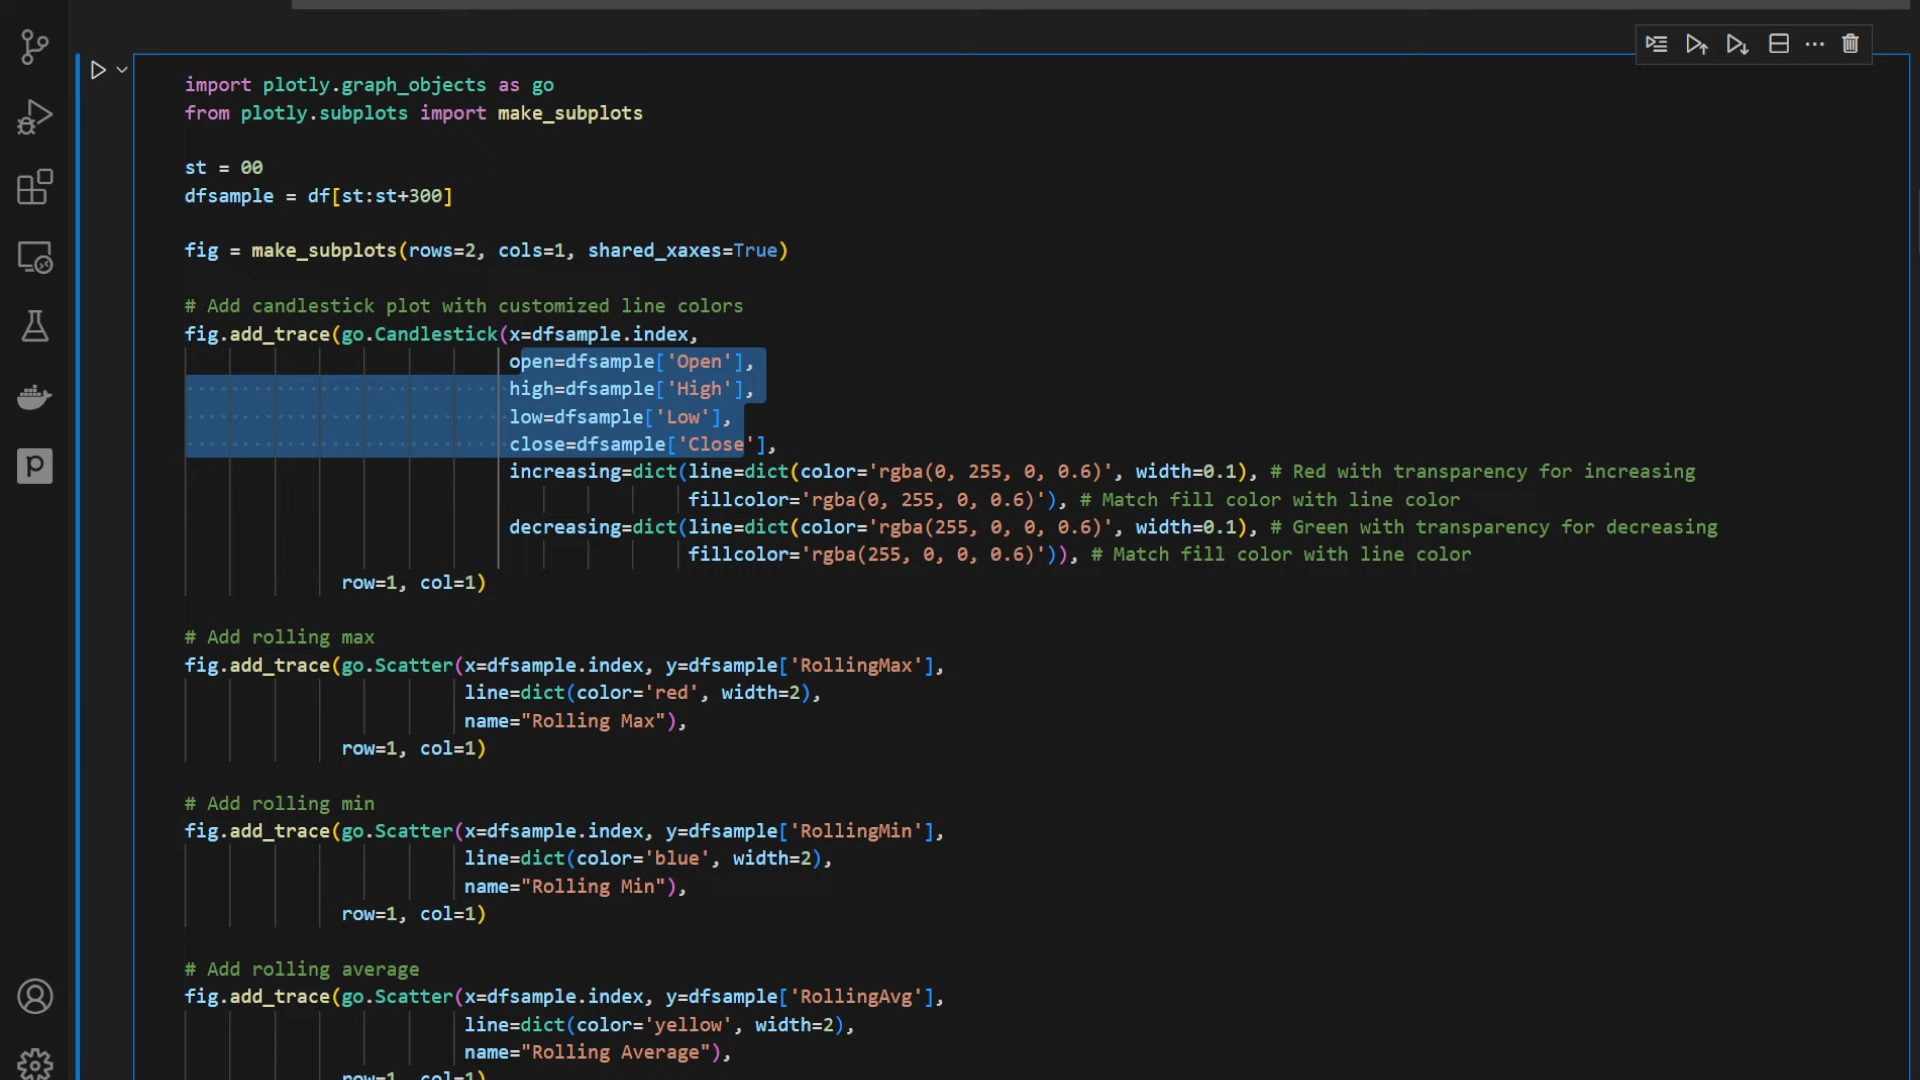 import plotly.graph_objects as go
from plotly.subplots import make_subplots
st = 00
dfsample = df[st:st+300]
fig = make_subplots(rows=2, cols=1, shared_xaxes=True)
# Add candlestick plot with customized line colors
fig.add_trace(go.Candlestick(x=dfsample.index,
open=dfsample['Open'],
high=dfsample['High'],
low=dfsample['Low'],
close=dfsample['Close'],
increasing=dict(line=dict(color='rgba(0, 255, 0, 0.6)', width=0.1), # Red with transparency for increasing
fillcolor='rgba(0, 255, 0, 0.6)'), # Match fill color with line color
decreasing=dict(line=dict(color='rgba(255, 0, 0, 0.6)', width=0.1), # Green with transparency for decreasing
fillcolor='rgba(255, 0, 0, 0.6)')), # Match fill color with line color
row=1, col=1)
# Add rolling max
fig.add_trace(go.Scatter(x=dfsample.index, y=dfsample['RollingMax'],
line=dict(color='red', width=2),
name="Rolling Max"),
row=1, col=1)
# Add rolling min
fig.add_trace(go.Scatter(x=dfsample.index, y=dfsample['RollingMin'],
line=dict(color='blue', width=2),
name="Rolling Min"),
row=1, col=1)
# Add rolling average
fig.add_trace(go.Scatter(x=dfsample.index, y=dfsample['RollingAvg'],
line=dict(color='yellow', width=2),
name="Rolling Average"),
row=1, col=1)